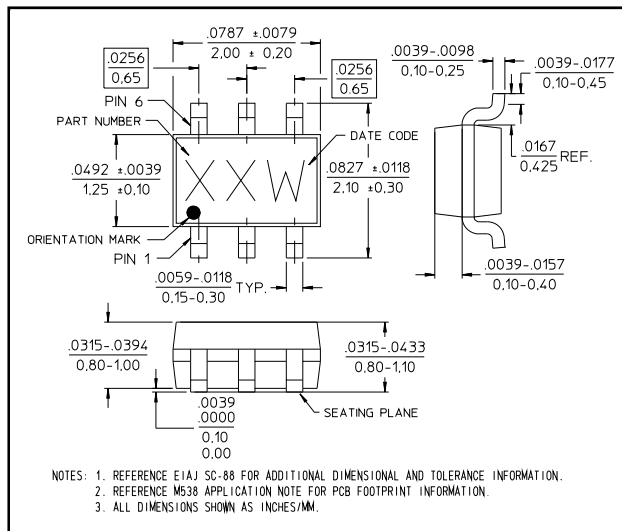 .0787 ±.0079
2,00 ± 0,20
.0256
0,65
.0256
0,65
.0039-.0098
0,10-0,25
.0039-.0177
0,10-0,45
PIN 6
PART NUMBER
DATE CODE
.0167
0,425 REF.
.0492 ±.0039
1,25 ±0,10
XXW
.0827 ±.0118
2,10 ±0,30
ORIENTATION MARK
PIN 1
.0059-.0118
0,15-0,30 TYP.
.0039-.0157
0,10-0,40
.0315-.0394
0,80-1,00
.0315-.0433
0,80-1,10
.0039
.0000
0,10
0,00
SEATING PLANE
NOTES: 1. REFERENCE EIAJ SC-88 FOR ADDITIONAL DIMENSIONAL AND TOLERANCE INFORMATION.
2. REFERENCE M538 APPLICATION NOTE FOR PCB FOOTPRINT INFORMATION.
3. ALL DIMENSIONS SHOWN AS INCHES/MM.